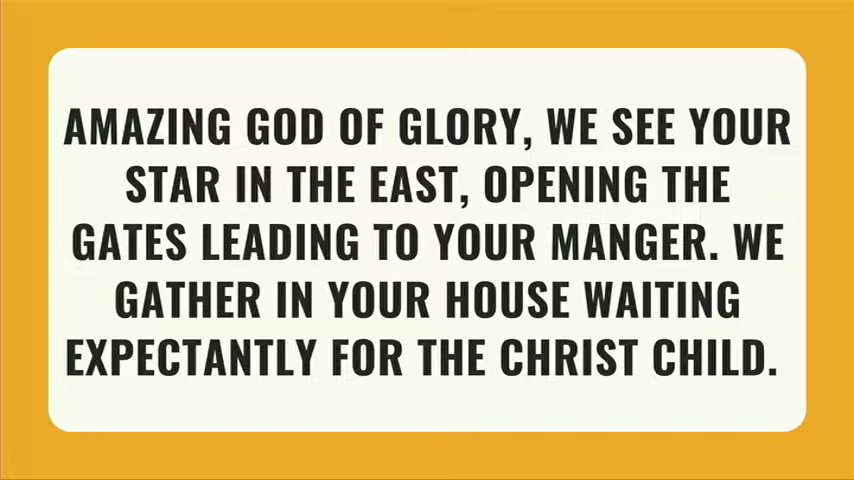 AMAZING GOD OF GLORY, WE SEE YOUR
STAR IN THE EAST, OPENING THE
GATES LEADING TO YOUR MANGER. WE
GATHER IN YOUR HOUSE WAITING
EXPECTANTLY FOR THE CHRIST CHILD.